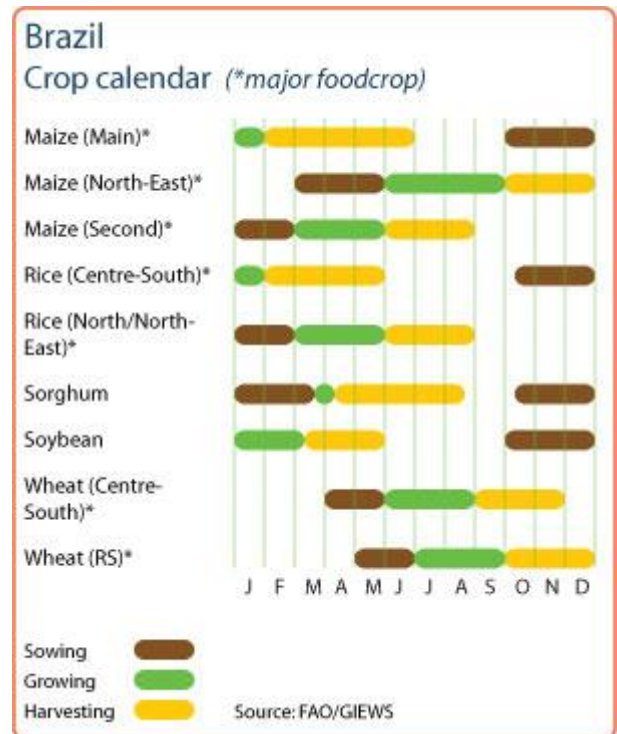 Brazil
Crop calendar (*major foodcrop)
Maize (Main)*
Maize (North-East)*
Maize (Second)*
Rice (Centre-South)*
Rice (North/North-
East)*
Sorghum
Soybean
Wheat (Centre-
South)*
Wheat (RS)*
J F M A M J J A S O N D
Sowing
Growing
Harvesting Source: FAO/GIEWS